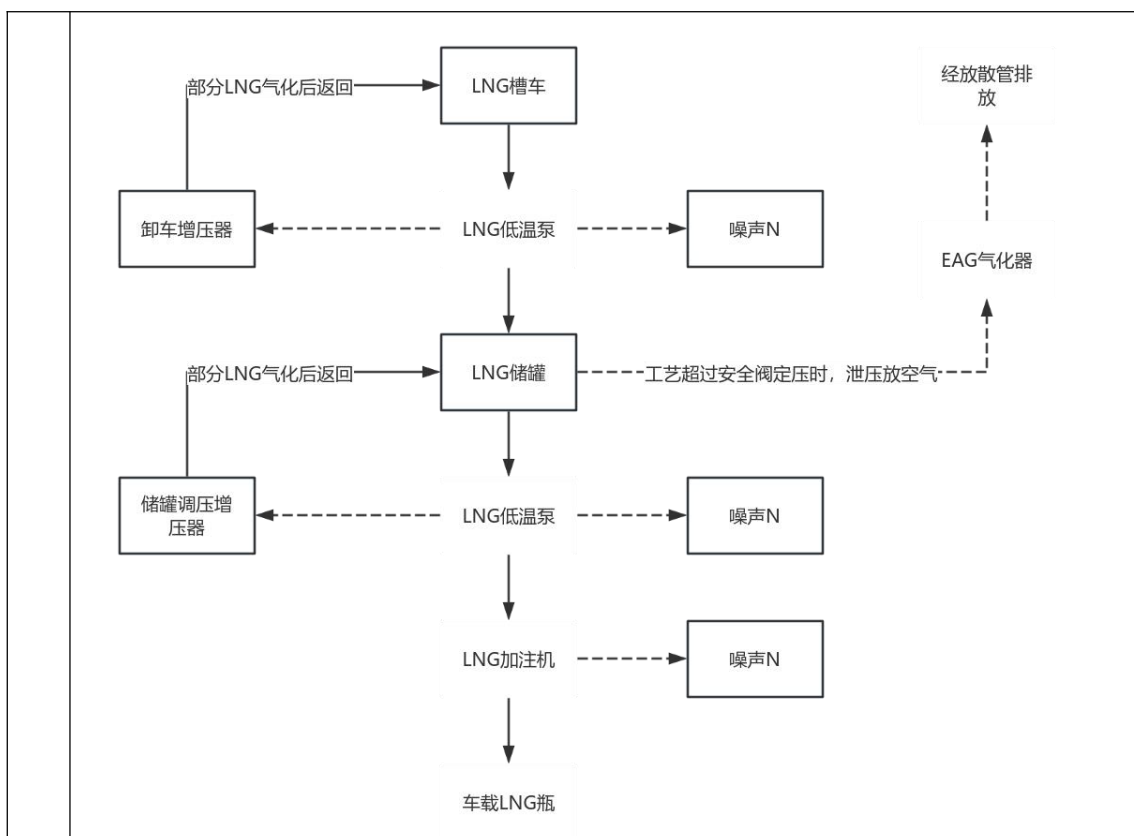 部分LNG气化后返回
LNG槽车
经放散管排
放
卸车增压器
LNG低温泵
噪声N
EAG气化器
部分LNG气化后返回
LNG储罐
工艺超过安全阀定压时，泄压放空气
储罐调压增
压器
LNG低温泵
噪声N
LNG加注机
噪声N
车载LNG瓶